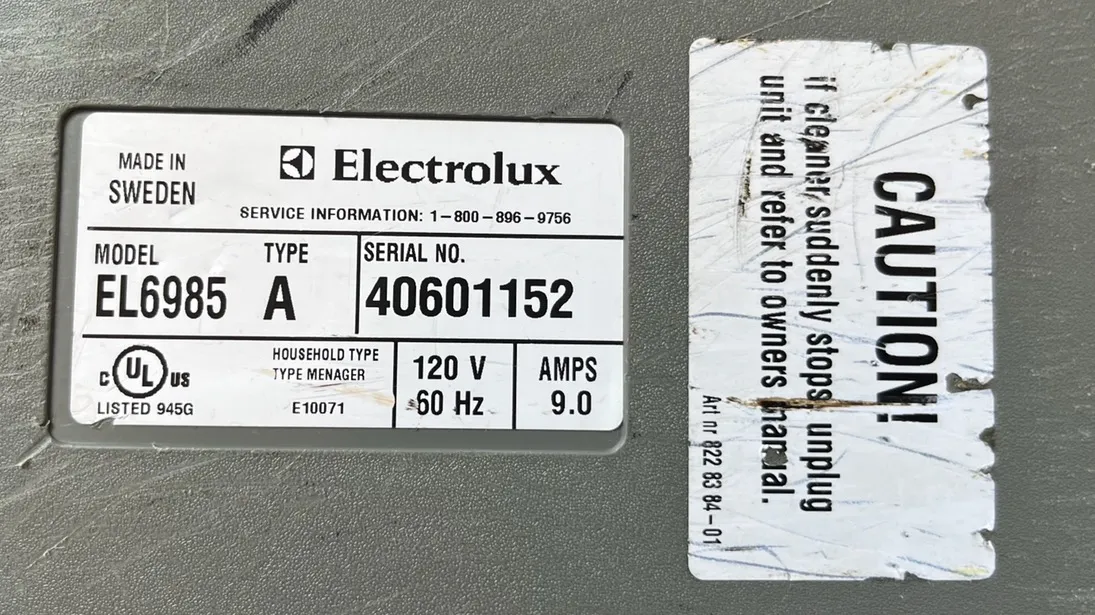 MADE IN
SWEDEN
Electrolux
SERVICE INFORMATION: 1-800-896-9756
MODEL
EL6985
TYPE
A
SERIAL NO.
40601152
C UL US
LISTED 945G
HOUSEHOLD TYPE
TYPE MENAGER
E10071
120 V
60 Hz
AMPS
9.0
CAUTION!
if cleaner, suddenly stops, unplug
unit and refer to owners manual.
Art nr 822 83 84-01